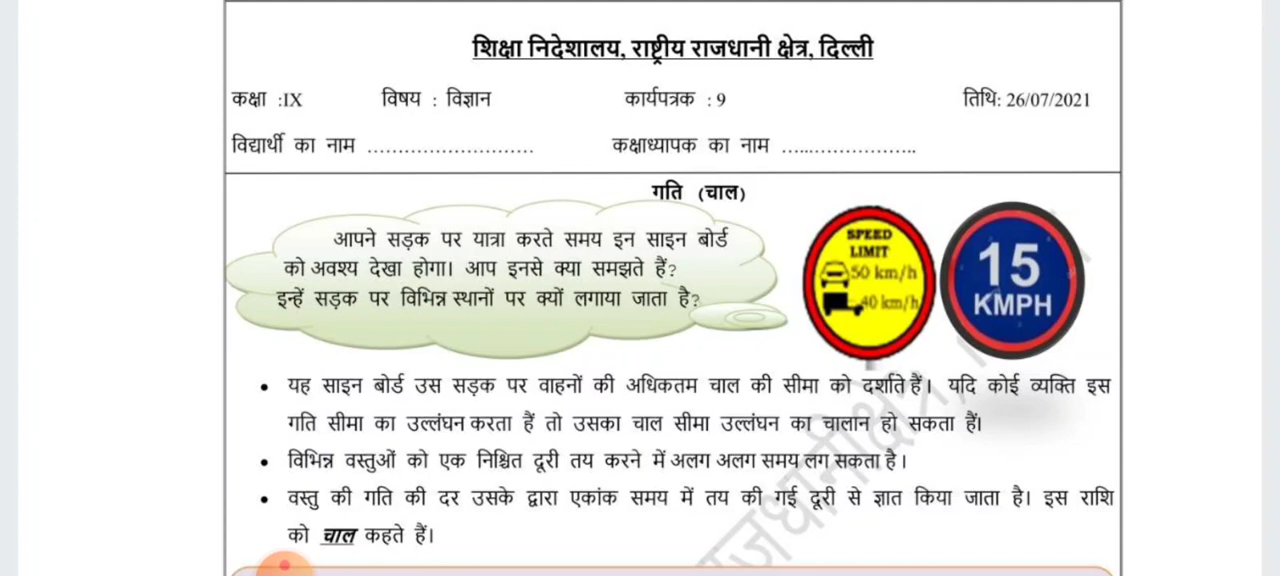 शिक्षा निदेशालय, राष्ट्रीय राजधानी क्षेत्र, दिल्ली
कक्षा :IX विषय : विज्ञान कार्यपत्रक : 9 तिथि: 26/07/2021
विद्यार्थी का नाम ........................... कक्षाध्यापक का नाम ......................
गति (चाल)
आपने सड़क पर यात्रा करते समय इन साइन बोर्ड
को अवश्य देखा होगा। आप इनसे क्या समझते हैं?
इन्हें सड़क पर विभिन्न स्थानों पर क्यों लगाया जाता है?
SPEED
LIMIT
50 km/h
40 km/h
15
KMPH
• यह साइन बोर्ड उस सड़क पर वाहनों की अधिकतम चाल की सीमा को दर्शाते हैं। यदि कोई व्यक्ति इस
गति सीमा का उल्लंघन करता हैं तो उसका चाल सीमा उल्लंघन का चालान हो सकता हैं।
• विभिन्न वस्तुओं को एक निश्चित दूरी तय करने में अलग अलग समय लग सकता है।
• वस्तु की गति की दर उसके द्वारा एकांक समय में तय की गई दूरी से ज्ञात किया जाता है। इस राशि
को चाल कहते हैं।